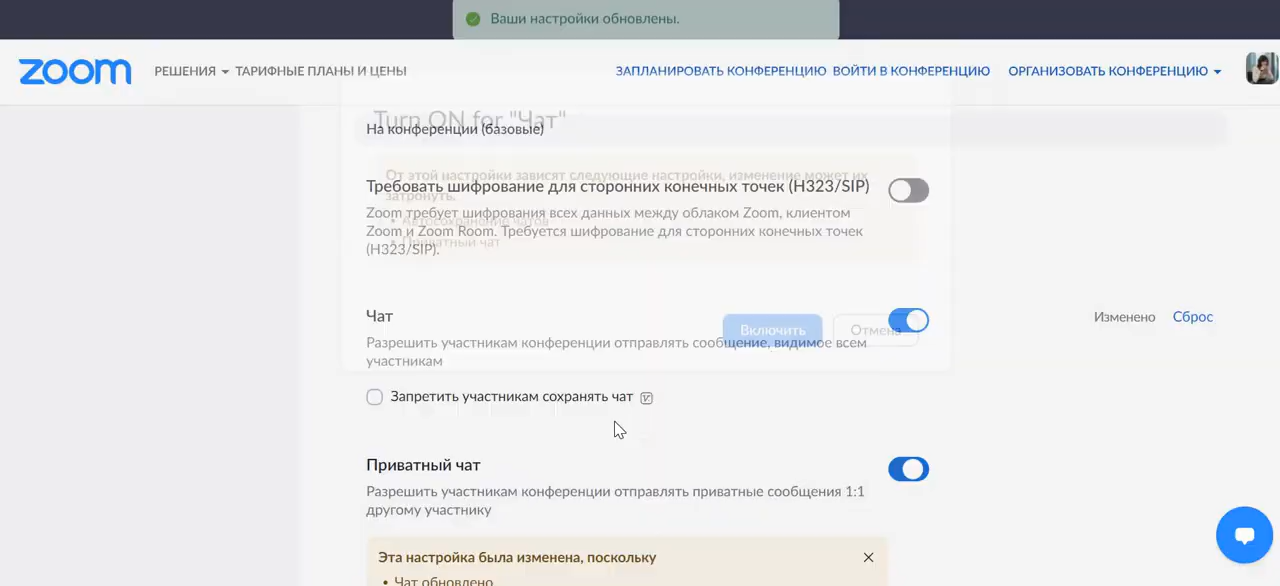 Ваши настройки обновлены.
zoom
РЕШЕНИЯ ТАРИФНЫЕ ПЛАНЫ И ЦЕНЫ ЗАПЛАНИРОВАТЬ КОНФЕРЕНЦИЮ ВОЙТИ В КОНФЕРЕНЦИЮ ОРГАНИЗОВАТЬ КОНФЕРЕНЦИЮ
Turn ON for "Чат"
На конференции (базовые)
От этой настройки зависят следующие настройки, изменение может их
затронуть.
• Автосохранение чатов
• Приватный чат
Требовать шифрование для сторонних конечных точек (H323/SIP)
Zoom требует шифрования всех данных между облаком Zoom, клиентом
Zoom и Zoom Room. Требуется шифрование для сторонних конечных точек
(H323/SIP).
Чат
Изменено Сброс
Включить Отмена
Разрешить участникам конференции отправлять сообщение, видимое всем
участникам
Запретить участникам сохранять чат
Приватный чат
Разрешить участникам конференции отправлять приватные сообщения 1:1
другому участнику
Эта настройка была изменена, поскольку
• Чат обновлено